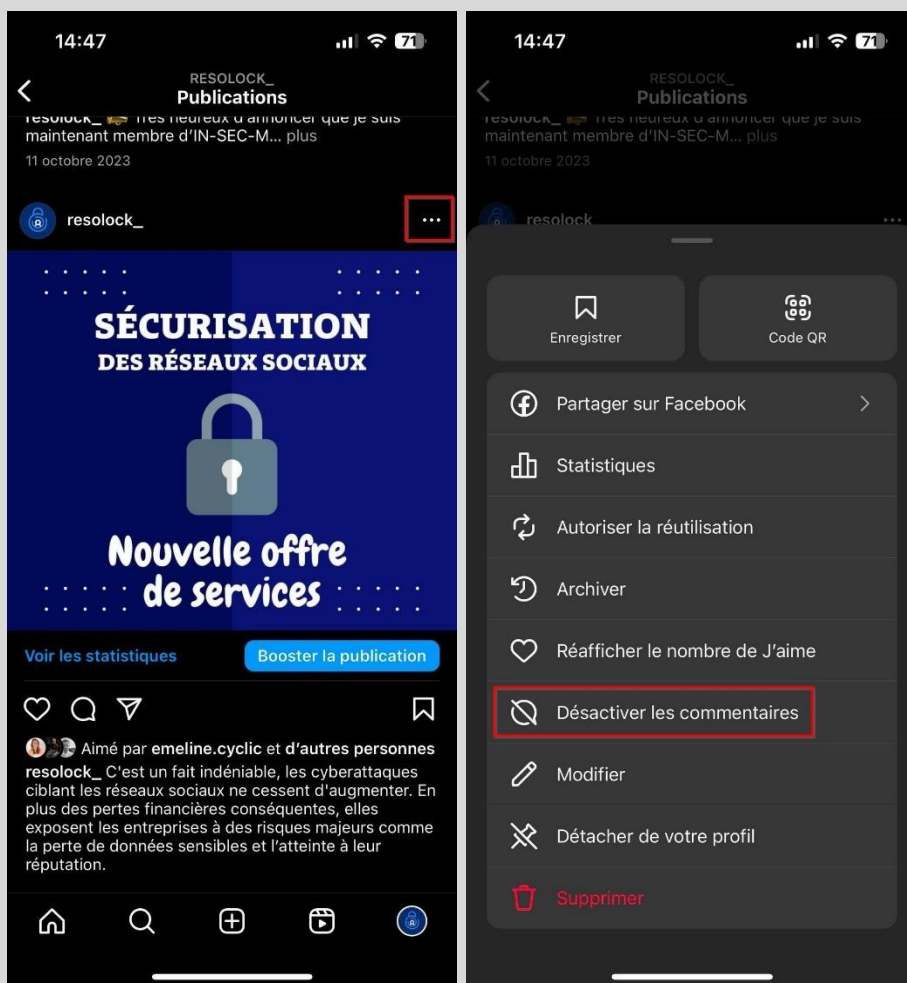 14:47
71
RESOLOCK_
Publications
resolock_ Très heureux d'annoncer que je suis
maintenant membre d'IN-SEC-M... plus
11 octobre 2023
resolock_
SÉCURISATION
DES RÉSEAUX SOCIAUX
Nouvelle offre
de services
Voir les statistiques
Booster la publication
Aimé par emeline.cyclic et d'autres personnes
resolock_ C'est un fait indéniable, les cyberattaques
ciblant les réseaux sociaux ne cessent d'augmenter. En
plus des pertes financières conséquentes, elles
exposent les entreprises à des risques majeurs comme
la perte de données sensibles et l'atteinte à leur
réputation.
14:47
71
RESOLOCK_
Publications
resolock_ Très heureux d'annoncer que je suis
maintenant membre d'IN-SEC-M... plus
11 octobre 2023
resolock
Enregistrer
Code QR
Partager sur Facebook
Statistiques
Autoriser la réutilisation
Archiver
Réafficher le nombre de J'aime
Désactiver les commentaires
Modifier
Détacher de votre profil
Supprimer